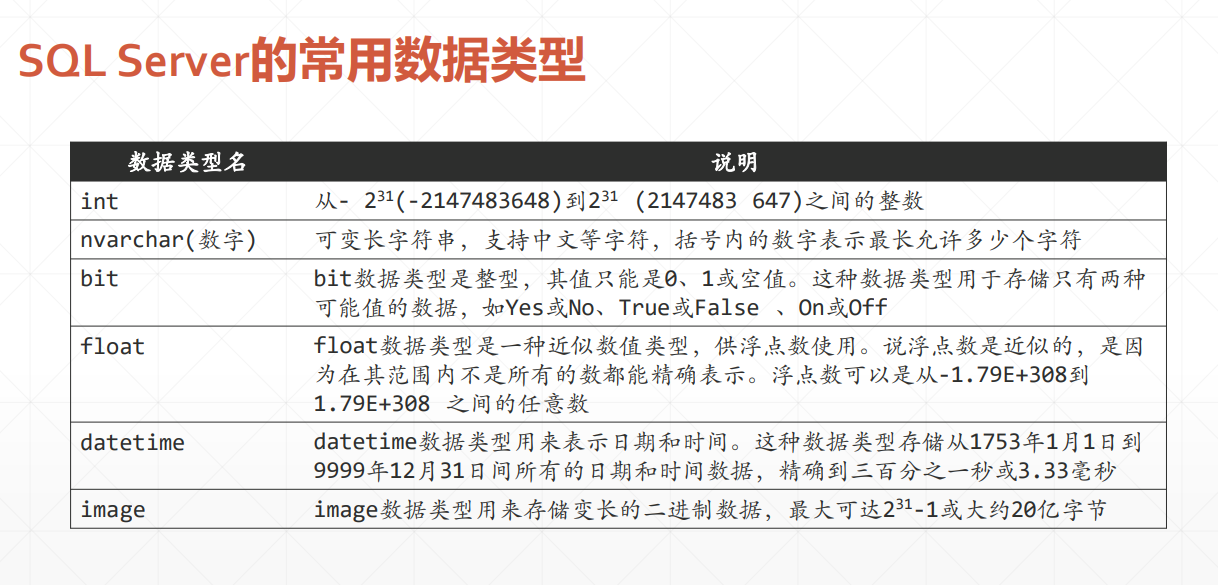 SQL Server的常用数据类型
数据类型名 说明
int 从- 2³¹(-2147483648)到2³¹ (2147483 647)之间的整数
nvarchar(数字) 可变长字符串，支持中文等字符，括号内的数字表示最长允许多少个字符
bit bit数据类型是整型，其值只能是0、1或空值。这种数据类型用于存储只有两种
可能值的数据，如Yes或No、True或False 、On或Off
float float数据类型是一种近似数值类型，供浮点数使用。说浮点数是近似的，是因
为在其范围内不是所有的数都能精确表示。浮点数可以是从-1.79E+308到
1.79E+308 之间的任意数
datetime datetime数据类型用来表示日期和时间。这种数据类型存储从1753年1月1日到
9999年12月31日间所有的日期和时间数据，精确到三百分之一秒或3.33毫秒
image image数据类型用来存储变长的二进制数据，最大可达2³¹-1或大约20亿字节